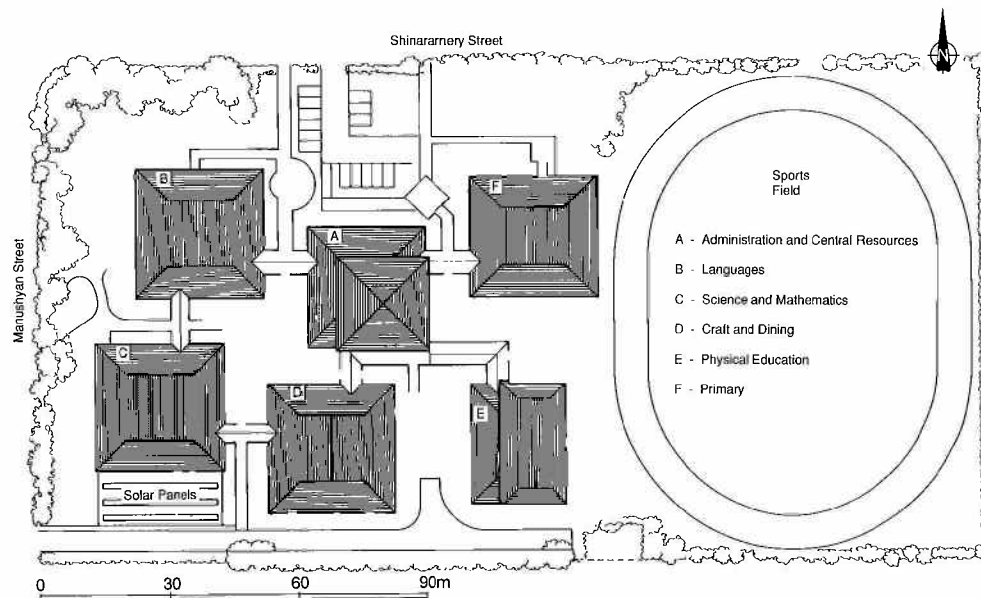 Shinararnery Street
N
Manushyan Street
B
F
A
C
D
E
Solar Panels
Sports
Field
A - Administration and Central Resources
B - Languages
C - Science and Mathematics
D - Craft and Dining
E - Physical Education
F - Primary
0 30 60 90m